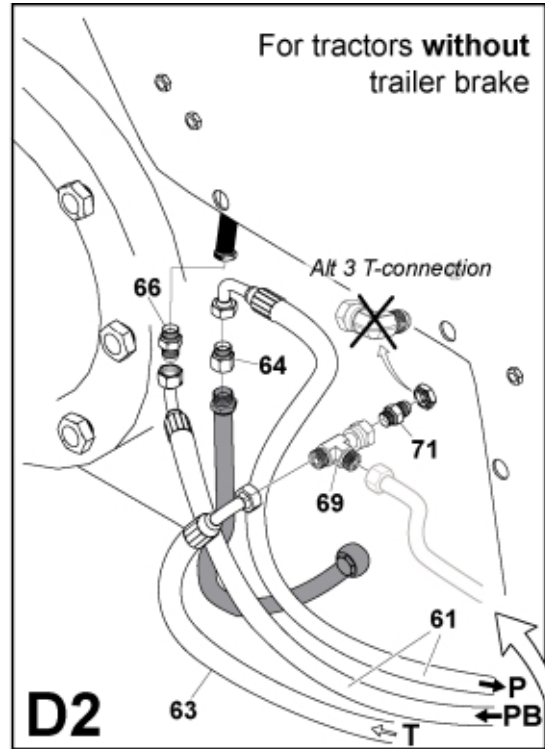 For tractors without
trailer brake
Alt 3 T-connection
66
64
71
69
61
63
P
PB
T
D2